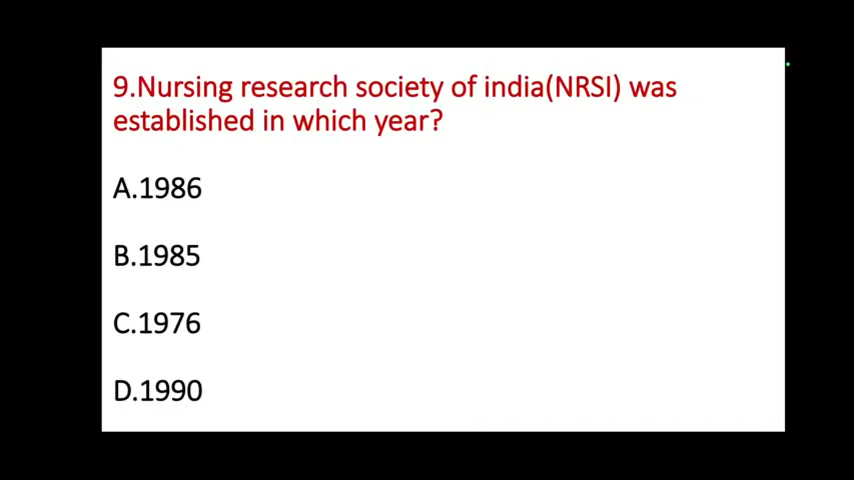 9.Nursing research society of india(NRSI) was
established in which year?
A.1986
B.1985
C.1976
D.1990